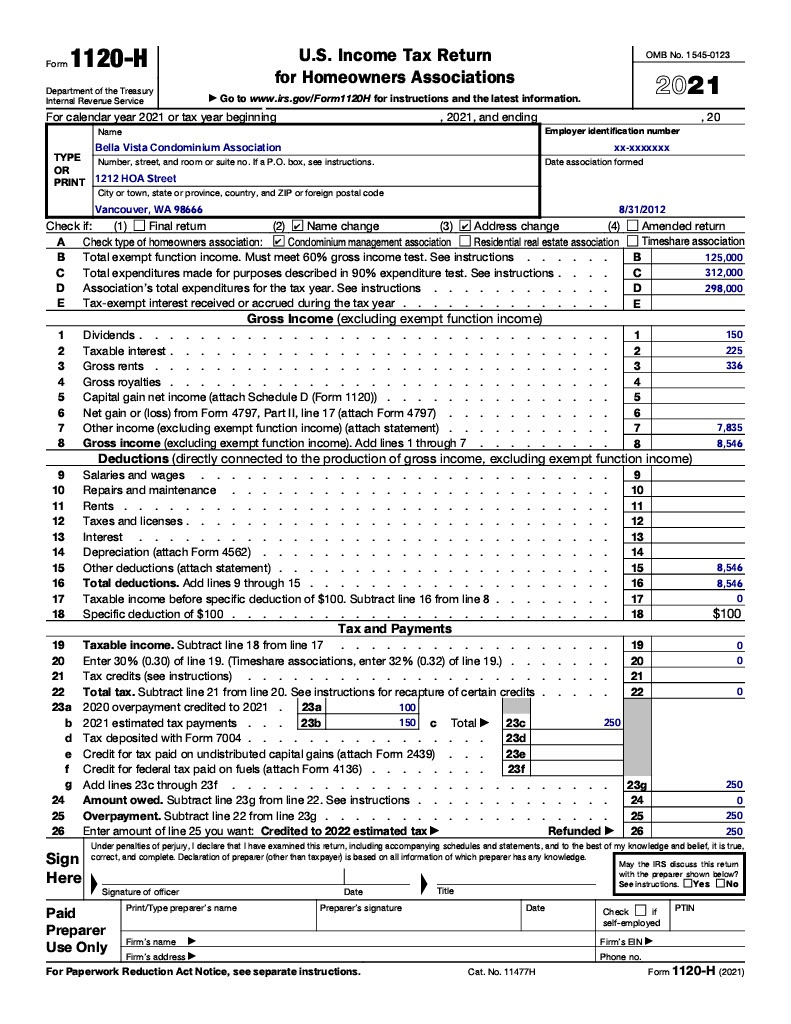 Form 1120-H
Department of the Treasury
Internal Revenue Service
U.S. Income Tax Return
for Homeowners Associations
▶ Go to www.irs.gov/Form1120H for instructions and the latest information.
OMB No. 1545-0123
2021
For calendar year 2021 or tax year beginning , 2021, and ending , 20
TYPE
OR
PRINT
Name
Bella Vista Condominium Association
Number, street, and room or suite no. If a P.O. box, see instructions.
1212 HOA Street
City or town, state or province, country, and ZIP or foreign postal code
Vancouver, WA 98666
Employer identification number
xx-xxxxxxx
Date association formed
8/31/2012
Check if: (1) ☐ Final return (2) ☑ Name change (3) ☑ Address change (4) ☐ Amended return
A Check type of homeowners association: ☑ Condominium management association ☐ Residential real estate association ☐ Timeshare association
B Total exempt function income. Must meet 60% gross income test. See instructions . . . . . . B 125,000
C Total expenditures made for purposes described in 90% expenditure test. See instructions . . . . C 312,000
D Association's total expenditures for the tax year. See instructions . . . . . . . . . . . . D 298,000
E Tax-exempt interest received or accrued during the tax year . . . . . . . . . . . . . . E
Gross Income (excluding exempt function income)
1 Dividends . . . . . . . . . . 1 150
2 Taxable interest . . . . . . . . . . 2 225
3 Gross rents . . . . . . . . . . 3 336
4 Gross royalties . . . . . . . . . . 4
5 Capital gain net income (attach Schedule D (Form 1120)) . . . . . . . . . . 5
6 Net gain or (loss) from Form 4797, Part II, line 17 (attach Form 4797) . . . . . . . . . . 6
7 Other income (excluding exempt function income) (attach statement) . . . . . . . . . . 7 7,835
8 Gross income (excluding exempt function income). Add lines 1 through 7 . . . . . . . . 8 8,546
Deductions (directly connected to the production of gross income, excluding exempt function income)
9 Salaries and wages . . . . . . . . . . 9
10 Repairs and maintenance . . . . . . . . . . 10
11 Rents . . . . . . . . . . 11
12 Taxes and licenses . . . . . . . . . . 12
13 Interest . . . . . . . . . . 13
14 Depreciation (attach Form 4562) . . . . . . . . . . 14
15 Other deductions (attach statement) . . . . . . . . . . 15 8,546
16 Total deductions. Add lines 9 through 15 . . . . . . . . . . 16 8,546
17 Taxable income before specific deduction of $100. Subtract line 16 from line 8 . . . . . . . . 17 0
18 Specific deduction of $100 . . . . . . . . . . 18 $100
Tax and Payments
19 Taxable income. Subtract line 18 from line 17 . . . . . . . . . . 19 0
20 Enter 30% (0.30) of line 19. (Timeshare associations, enter 32% (0.32) of line 19.) . . . . . . . 20 0
21 Tax credits (see instructions) . . . . . . . . . . 21
22 Total tax. Subtract line 21 from line 20. See instructions for recapture of certain credits . . . . . 22 0
23a 2020 overpayment credited to 2021 . 23a 100
b 2021 estimated tax payments . . . 23b 150 c Total ▶ 23c 250
d Tax deposited with Form 7004 . . . . . . . . . . 23d
e Credit for tax paid on undistributed capital gains (attach Form 2439) . . . 23e
f Credit for federal tax paid on fuels (attach Form 4136) . . . . . . . . 23f
g Add lines 23c through 23f . . . . . . . . . . 23g 250
24 Amount owed. Subtract line 23g from line 22. See instructions . . . . . . . . . . 24 0
25 Overpayment. Subtract line 22 from line 23g . . . . . . . . . . 25 250
26 Enter amount of line 25 you want: Credited to 2022 estimated tax ▶ Refunded ▶ 26 250
Sign
Here
Under penalties of perjury, I declare that I have examined this return, including accompanying schedules and statements, and to the best of my knowledge and belief, it is true,
correct, and complete. Declaration of preparer (other than taxpayer) is based on all information of which preparer has any knowledge.
Signature of officer Date Title
May the IRS discuss this return
with the preparer shown below?
See instructions. ☐Yes ☐No
Paid
Preparer
Use Only
Print/Type preparer's name
Preparer's signature
Date
Check ☐ if
self-employed
PTIN
Firm's name ▶
Firm's EIN ▶
Firm's address ▶
Phone no.
For Paperwork Reduction Act Notice, see separate instructions. Cat. No. 11477H Form 1120-H (2021)